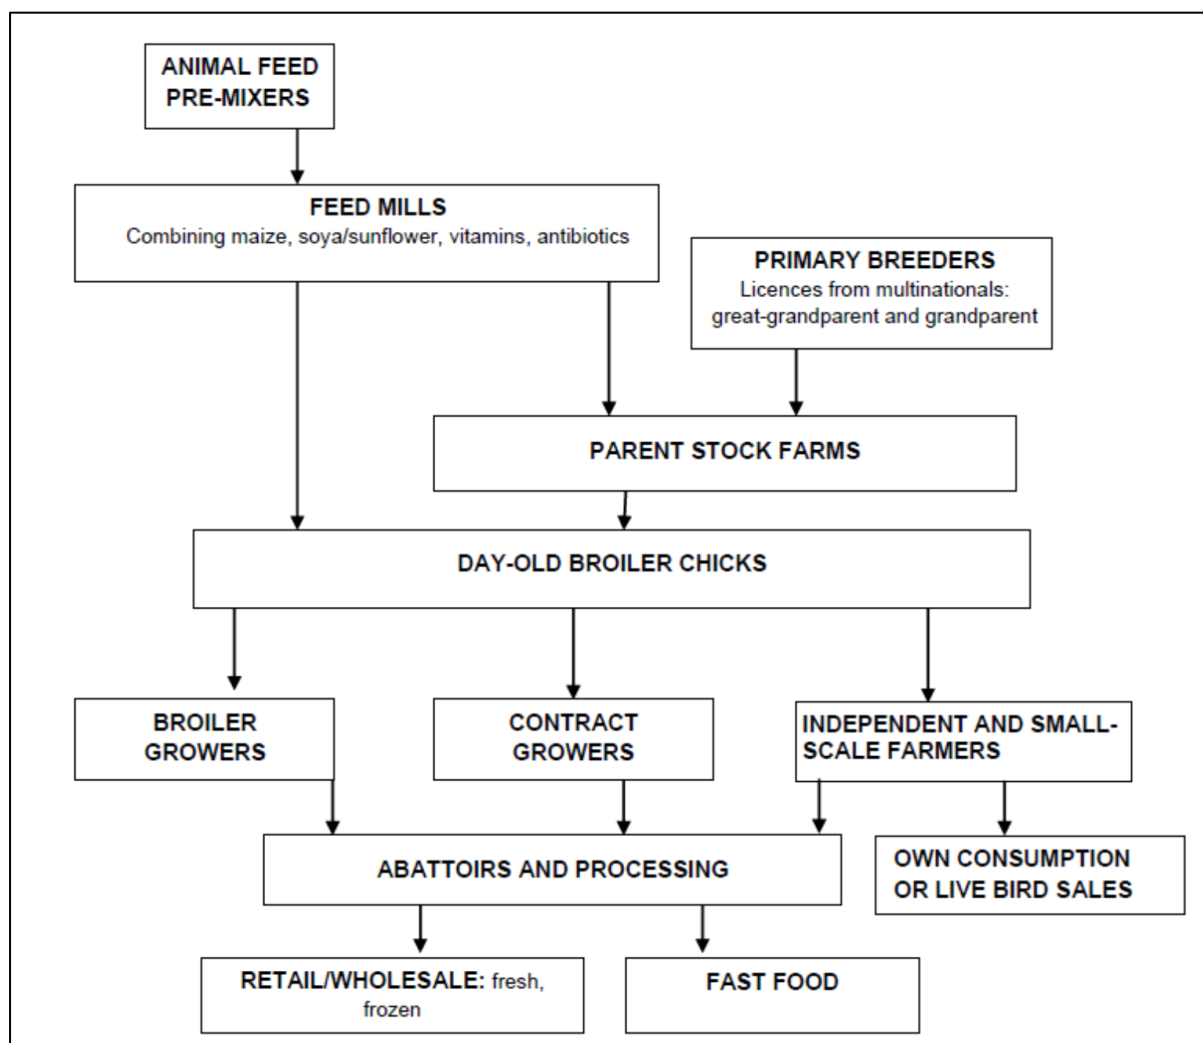 ANIMAL FEED
PRE-MIXERS
FEED MILLS
Combining maize, soya/sunflower, vitamins, antibiotics
PRIMARY BREEDERS
Licences from multinationals:
great-grandparent and grandparent
PARENT STOCK FARMS
DAY-OLD BROILER CHICKS
BROILER
GROWERS
CONTRACT
GROWERS
INDEPENDENT AND SMALL-
SCALE FARMERS
ABATTOIRS AND PROCESSING
OWN CONSUMPTION
OR LIVE BIRD SALES
RETAIL/WHOLESALE: fresh,
frozen
FAST FOOD